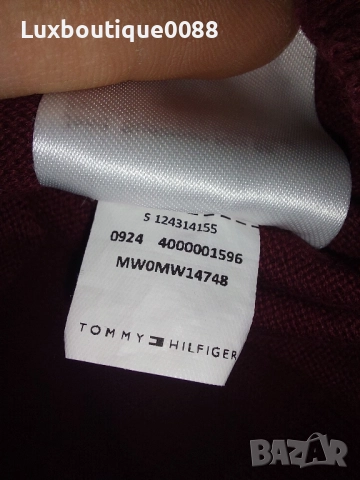 Luxboutique0088
S 124314155
0924 4000001596
MW0MW14748
TOMMY HILFIGER
BAZAR